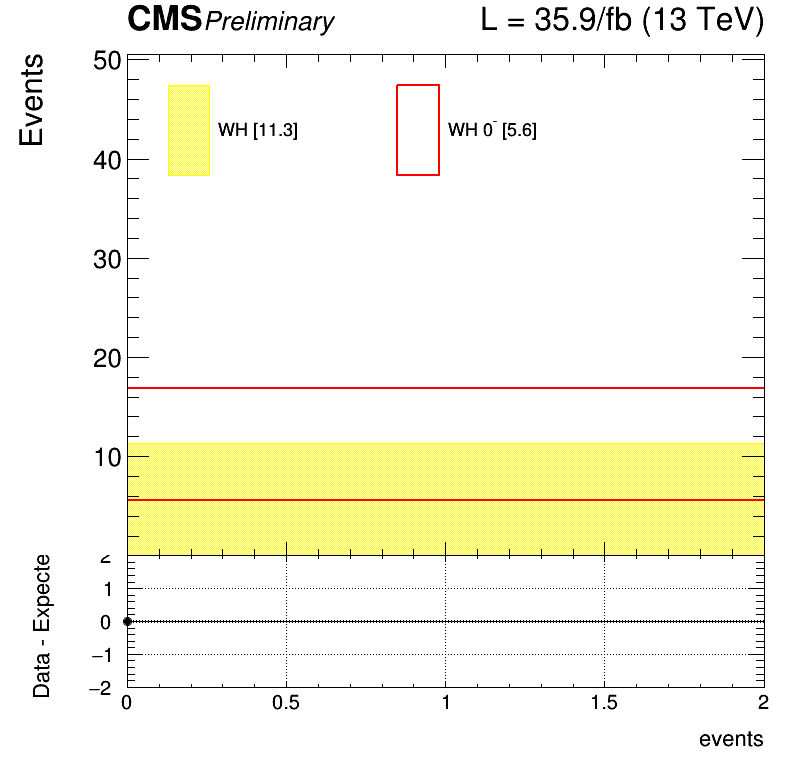 CMS Preliminary L = 35.9/fb (13 TeV)
Events
50
40
30
20
10
WH [11.3]
WH 0⁻ [5.6]
Data - Expecte
2
1
0
−1
−2
0 0.5 1 1.5 2
events